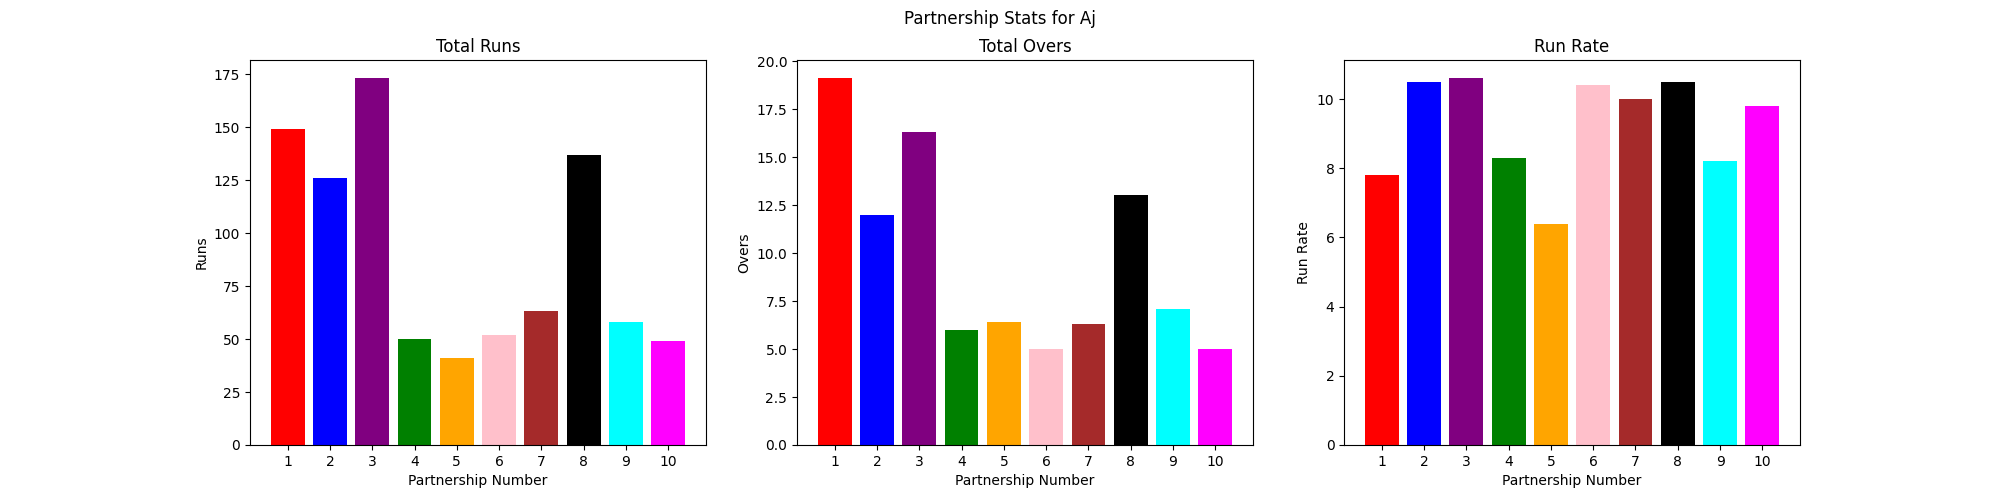 Partnership Stats for Aj
Total Runs
175
150
125
100
75
50
25
0
Runs
1 2 3 4 5 6 7 8 9 10
Partnership Number
Total Overs
20.0
17.5
15.0
12.5
10.0
7.5
5.0
2.5
0.0
Overs
1 2 3 4 5 6 7 8 9 10
Partnership Number
Run Rate
10
8
6
4
2
0
Run Rate
1 2 3 4 5 6 7 8 9 10
Partnership Number